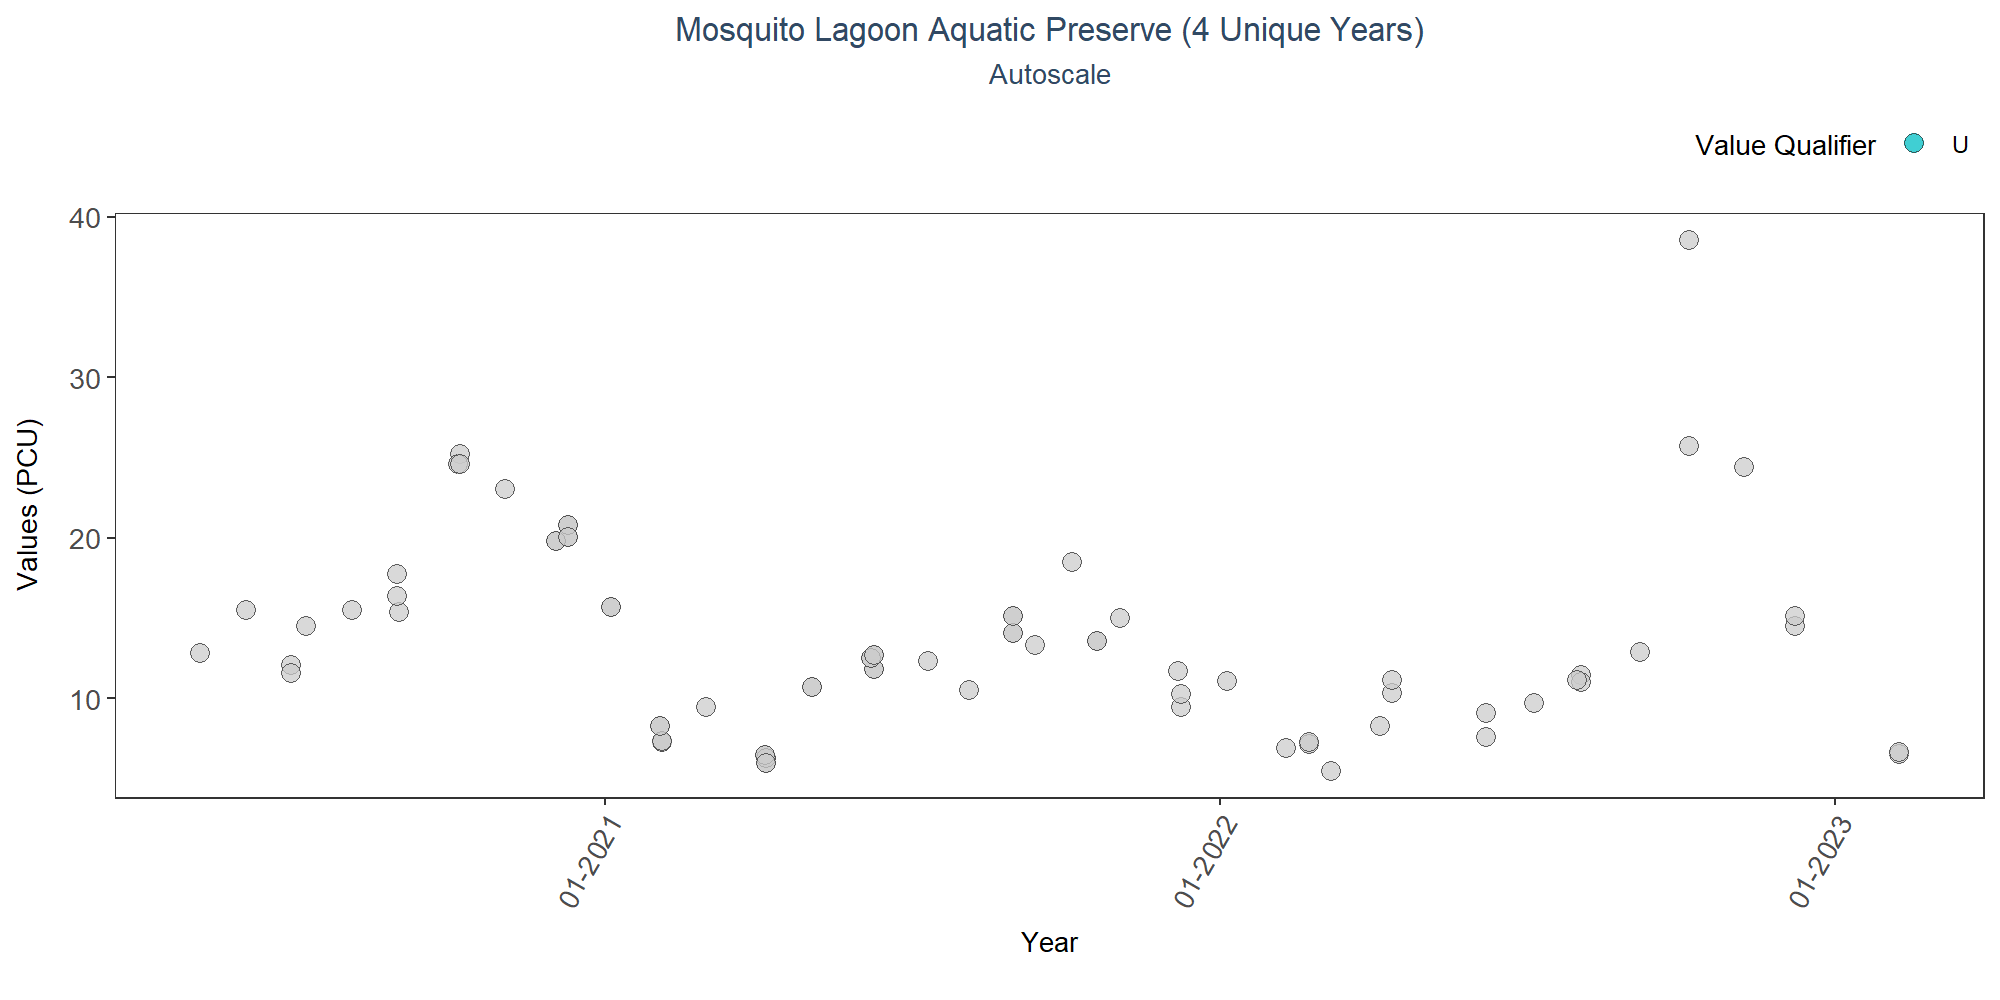 Mosquito Lagoon Aquatic Preserve (4 Unique Years)
Autoscale
Value Qualifier U
Values (PCU)
40
30
20
10
01-2021
01-2022
01-2023
Year